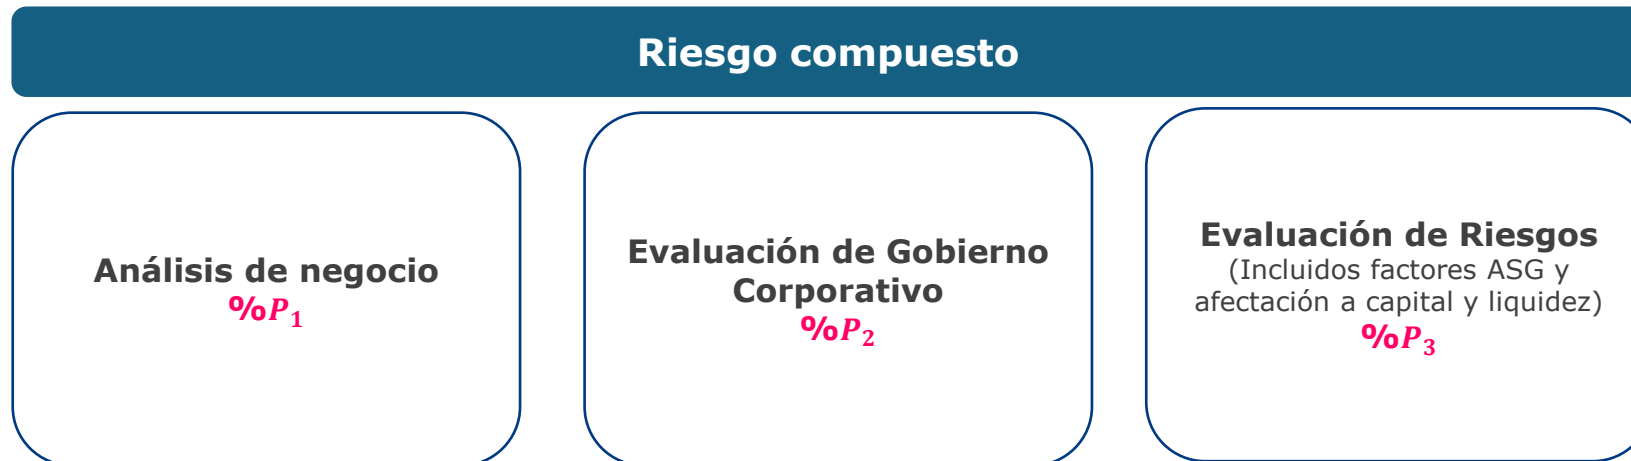 Riesgo compuesto
Análisis de negocio
%P₁
Evaluación de Gobierno
Corporativo
%P₂
Evaluación de Riesgos
(Incluidos factores ASG y
afectación a capital y liquidez)
%P₃